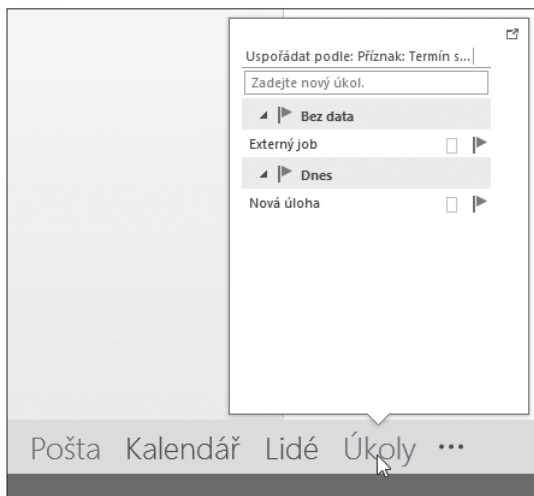 Uspořádat podle: Příznak: Termín s...
Zadejte nový úkol.
Bez data
Externý job
Dnes
Nová úloha
Pošta Kalendář Lidé Úkoly ···